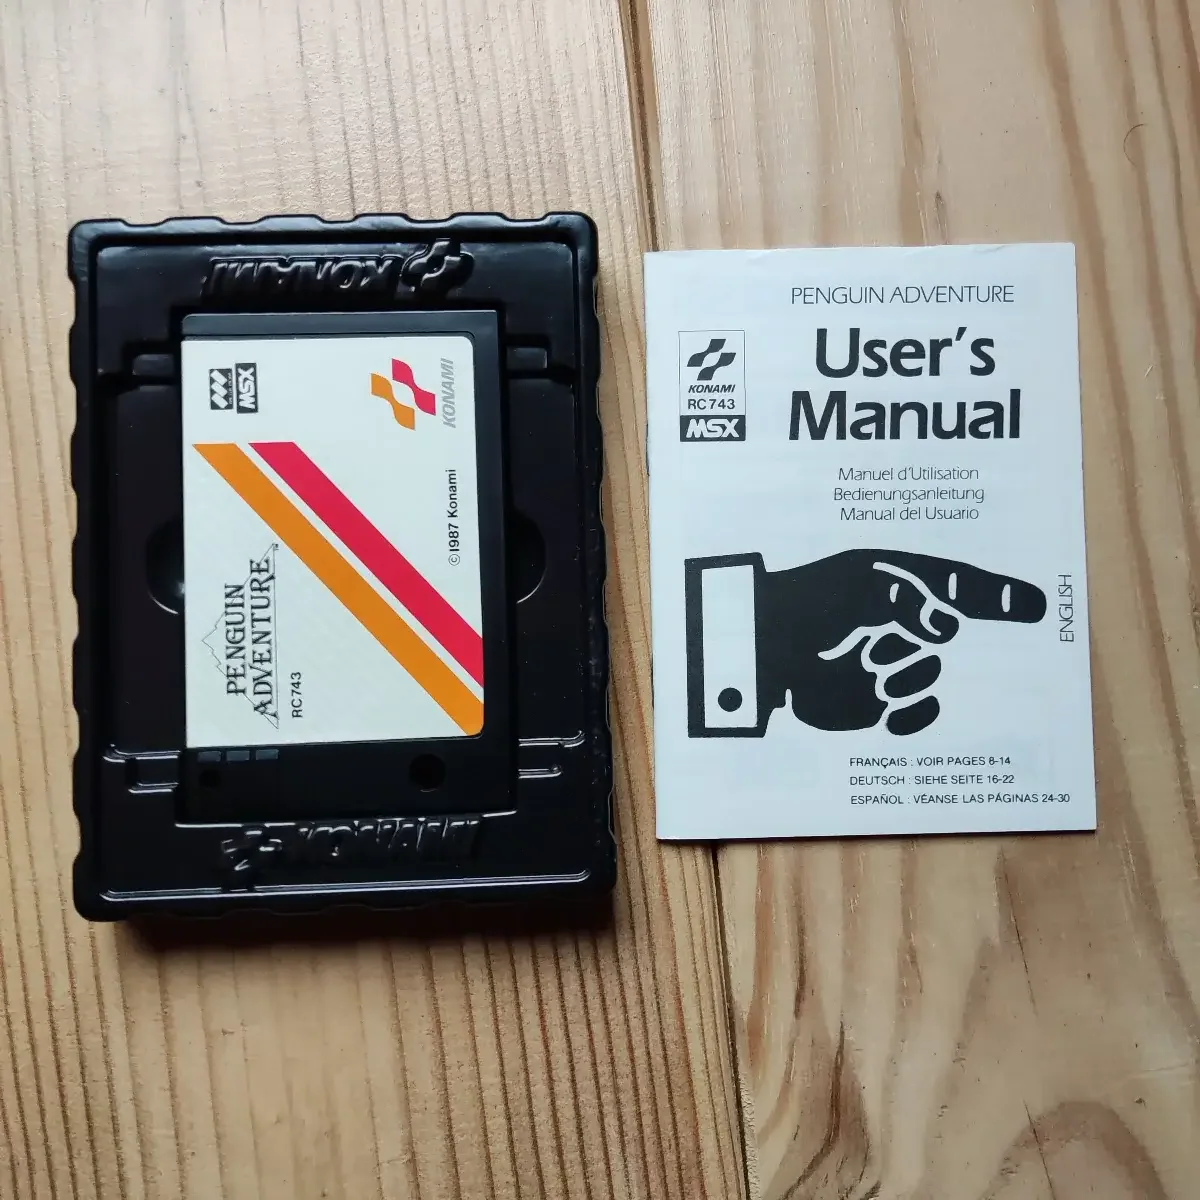 KONAMI
MSX
KONAMI
©1987 Konami
PENGUIN
ADVENTURE
RC743
KONAMI
PENGUIN ADVENTURE
User's
Manual
KONAMI
RC743
MSX
Manuel d'Utilisation
Bedienungsanleitung
Manual del Usuario
ENGLISH
FRANÇAIS : VOIR PAGES 8-14
DEUTSCH : SIEHE SEITE 16-22
ESPAÑOL : VÉANSE LAS PÁGINAS 24-30